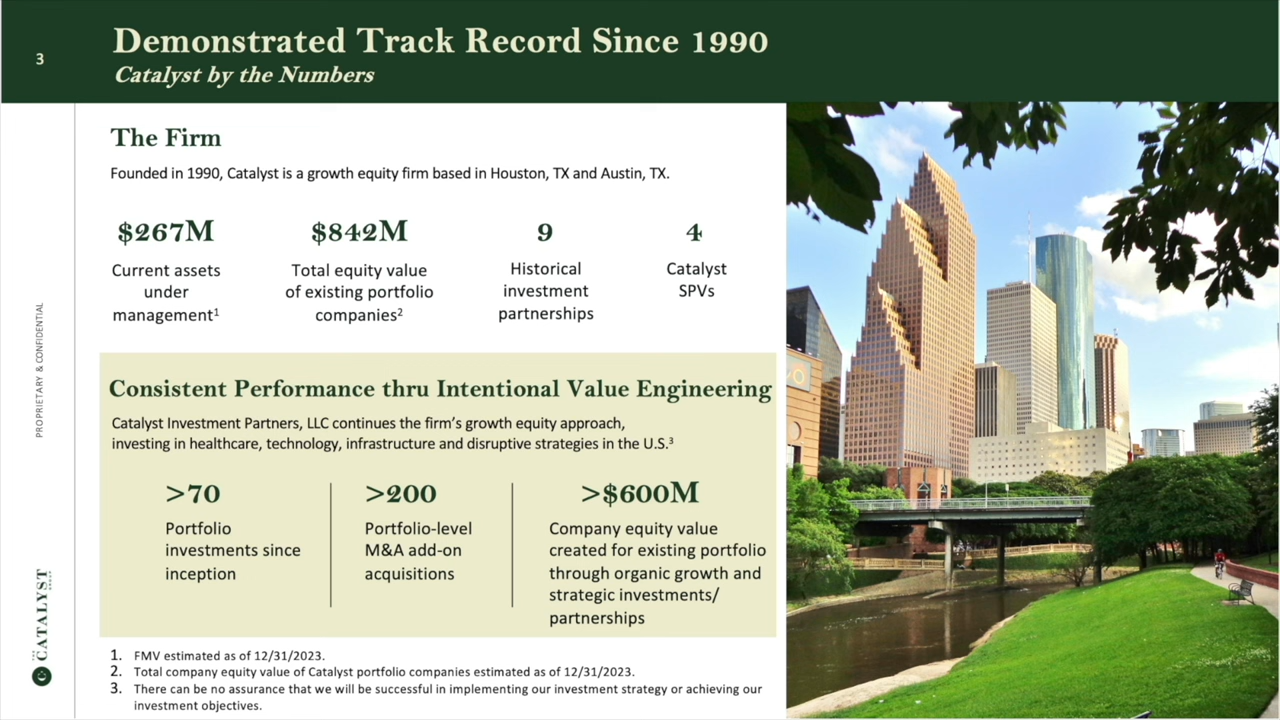 3
Demonstrated Track Record Since 1990
Catalyst by the Numbers
The Firm
Founded in 1990, Catalyst is a growth equity firm based in Houston, TX and Austin, TX.
$267M
Current assets
under
management¹
$842M
Total equity value
of existing portfolio
companies²
9
Historical
investment
partnerships
4
Catalyst
SPVs
Consistent Performance thru Intentional Value Engineering
Catalyst Investment Partners, LLC continues the firm's growth equity approach,
investing in healthcare, technology, infrastructure and disruptive strategies in the U.S.³
>70
Portfolio
investments since
inception
>200
Portfolio-level
M&A add-on
acquisitions
>$600M
Company equity value
created for existing portfolio
through organic growth and
strategic investments/
partnerships
1. FMV estimated as of 12/31/2023.
2. Total company equity value of Catalyst portfolio companies estimated as of 12/31/2023.
3. There can be no assurance that we will be successful in implementing our investment strategy or achieving our
investment objectives.
PROPRIETARY & CONFIDENTIAL
CATALYST